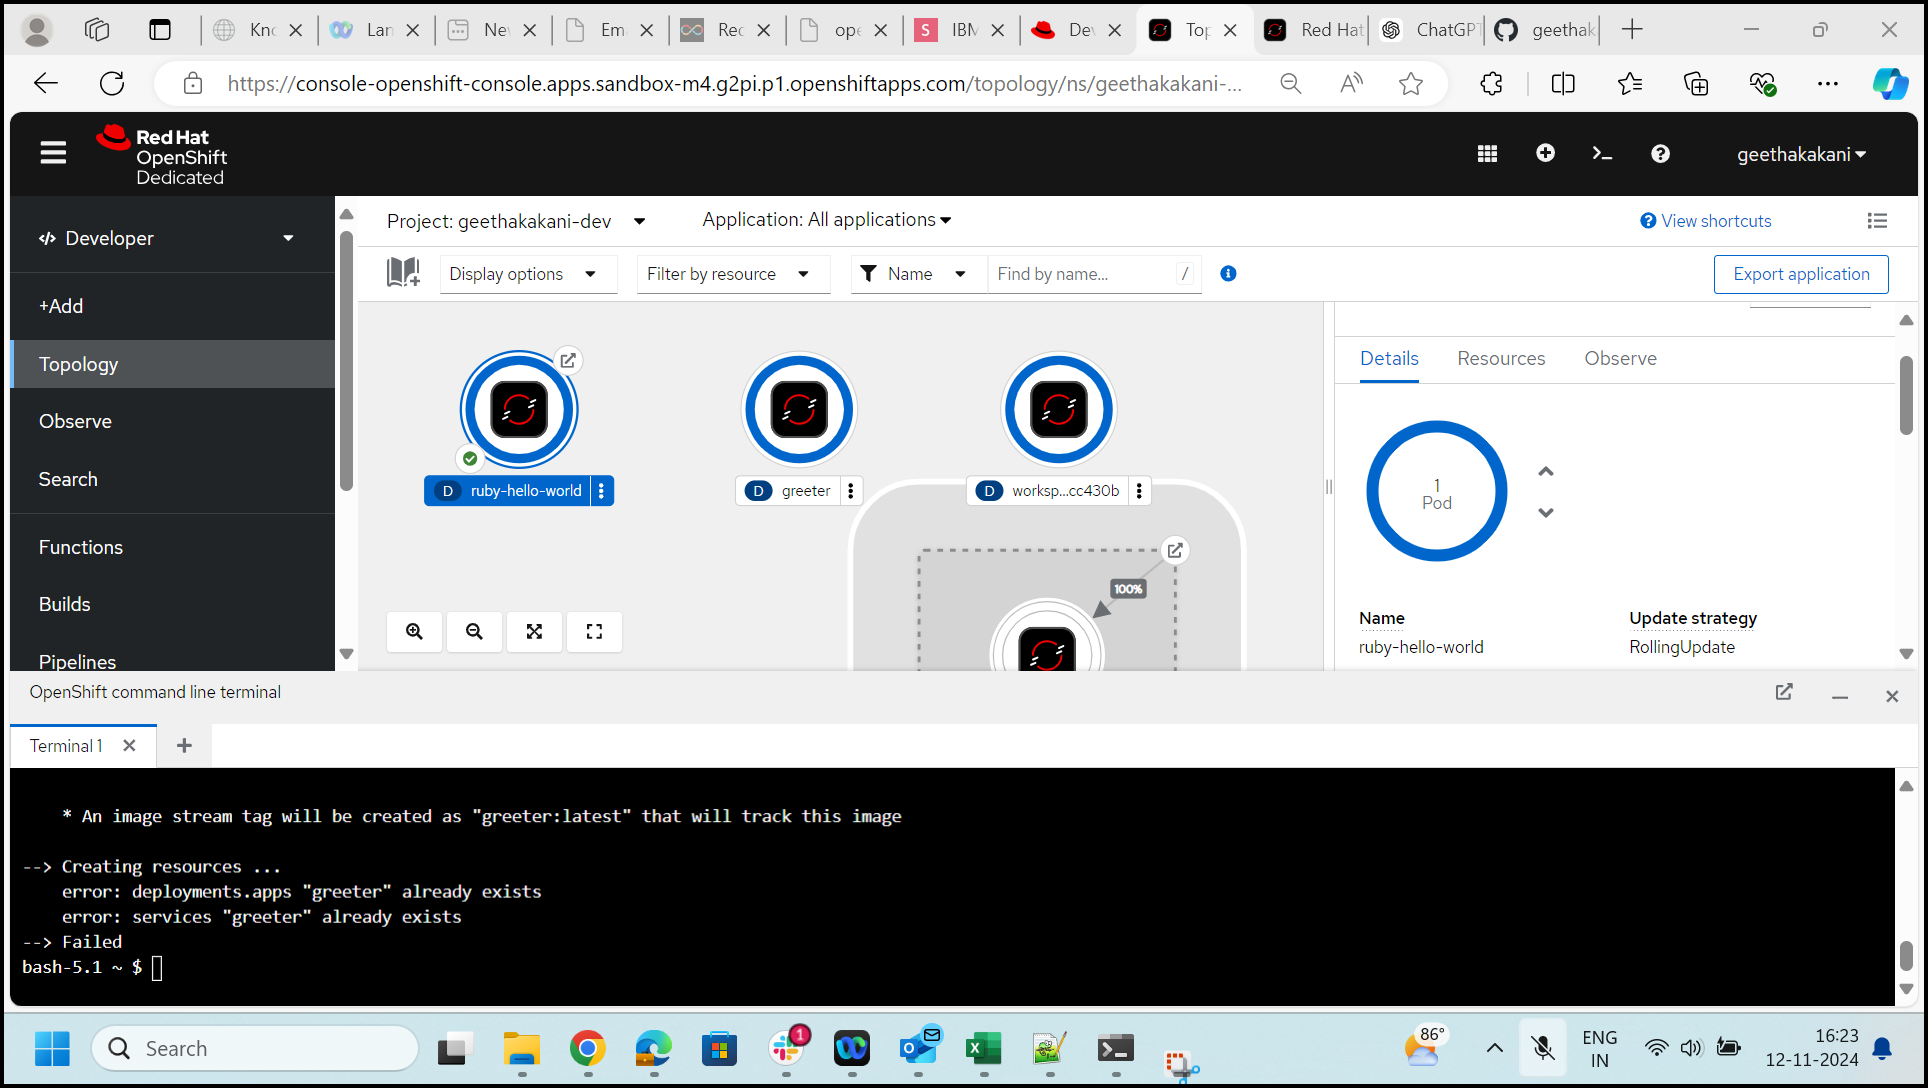 Knc
Lan
Nev
Em
Rec
ope
S
IBM
Dev
Top
Red Hat
ChatGPT
geethak
https://console-openshift-console.apps.sandbox-m4.g2pi.p1.openshiftapps.com/topology/ns/geethakakani-...
Red Hat
OpenShift
Dedicated
geethakakani
Developer
+Add
Topology
Observe
Search
Functions
Builds
Pipelines
Project: geethakakani-dev
Application: All applications
View shortcuts
Display options
Filter by resource
Name
Find by name...
/
Export application
D ruby-hello-world
D greeter
D worksp...cc430b
100%
Details
Resources
Observe
1
Pod
Name
ruby-hello-world
Update strategy
RollingUpdate
OpenShift command line terminal
Terminal 1
* An image stream tag will be created as "greeter:latest" that will track this image
--> Creating resources ...
error: deployments.apps "greeter" already exists
error: services "greeter" already exists
--> Failed
bash-5.1 ~ $
Search
1
86°
ENG
IN
16:23
12-11-2024